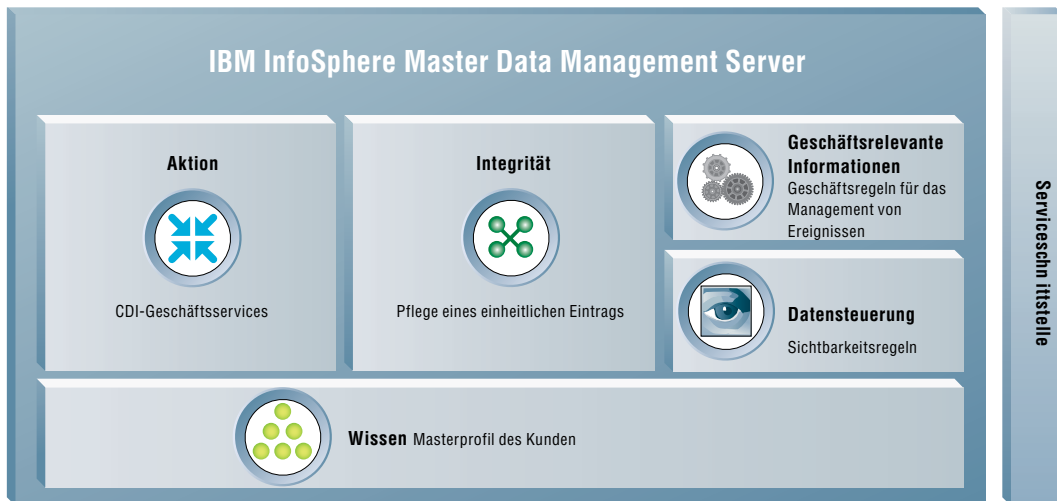 IBM InfoSphere Master Data Management Server
Aktion
CDI-Geschäftsservices
Integrität
Pflege eines einheitlichen Eintrags
Geschäftsrelevante
Informationen
Geschäftsregeln für das
Management von
Ereignissen
Datensteuerung
Sichtbarkeitsregeln
Wissen Masterprofil des Kunden
Serviceschn ittstelle